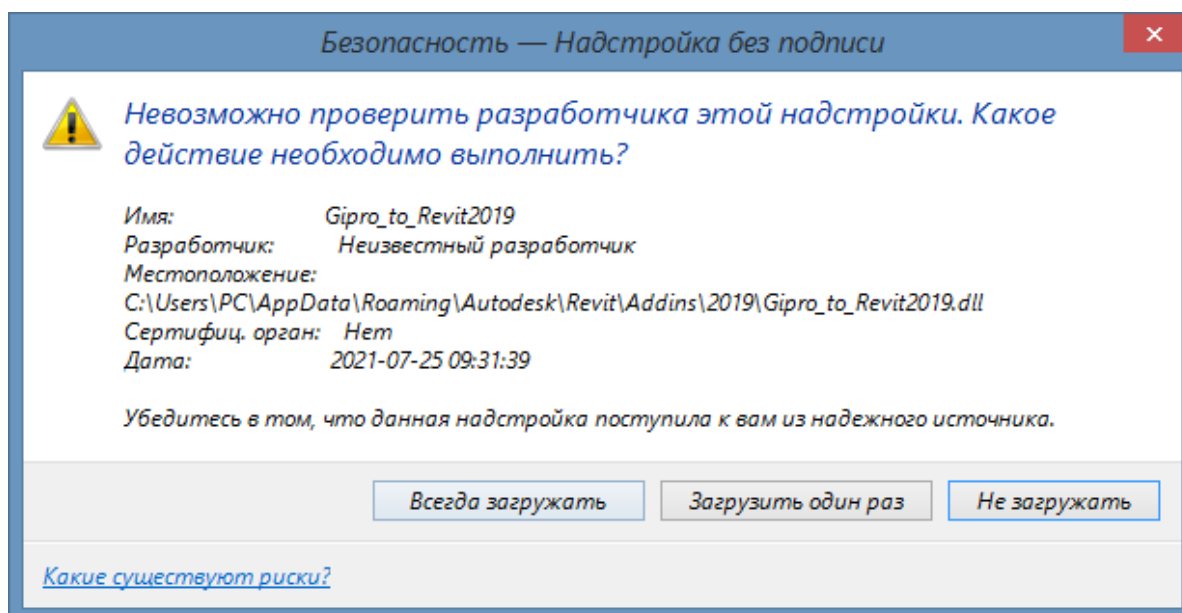 Безопасность — Надстройка без подписи
Невозможно проверить разработчика этой надстройки. Какое
действие необходимо выполнить?
Имя: Gipro_to_Revit2019
Разработчик: Неизвестный разработчик
Местоположение:
C:\Users\PC\AppData\Roaming\Autodesk\Revit\Addins\2019\Gipro_to_Revit2019.dll
Сертифиц. орган: Нет
Дата: 2021-07-25 09:31:39
Убедитесь в том, что данная надстройка поступила к вам из надежного источника.
Всегда загружать Загрузить один раз Не загружать
Какие существуют риски?